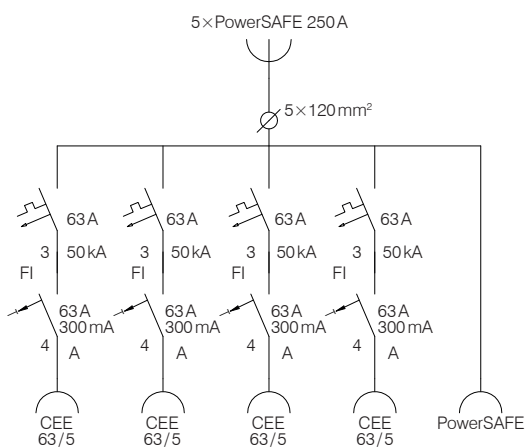 5×PowerSAFE 250 A
5×120 mm²
63 A 63 A 63 A 63 A
3 50 kA 3 50 kA 3 50 kA 3 50 kA
FI FI FI FI
63 A 63 A 63 A 63 A
300 mA 300 mA 300 mA 300 mA
4 A 4 A 4 A 4 A
CEE CEE CEE CEE PowerSAFE
63/5 63/5 63/5 63/5